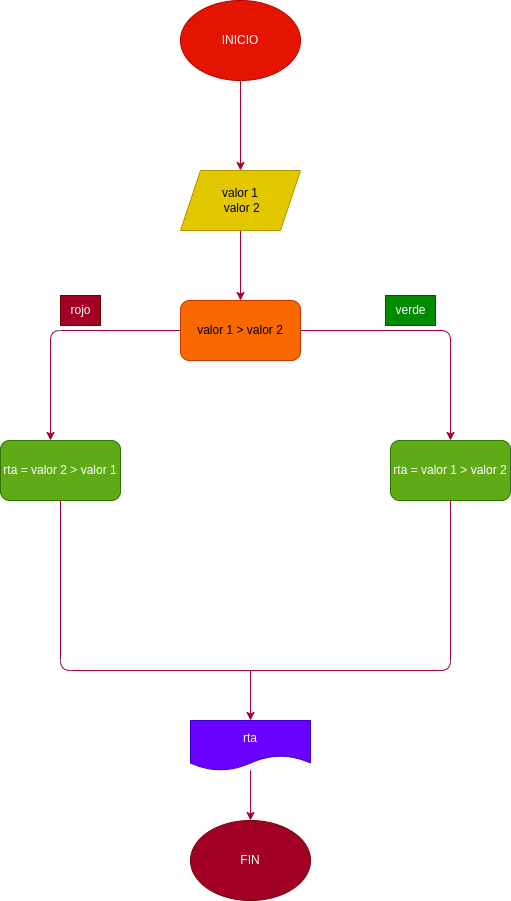 INICIO
valor 1
valor 2
rojo
verde
valor 1 > valor 2
rta = valor 2 > valor 1
rta = valor 1 > valor 2
rta
FIN